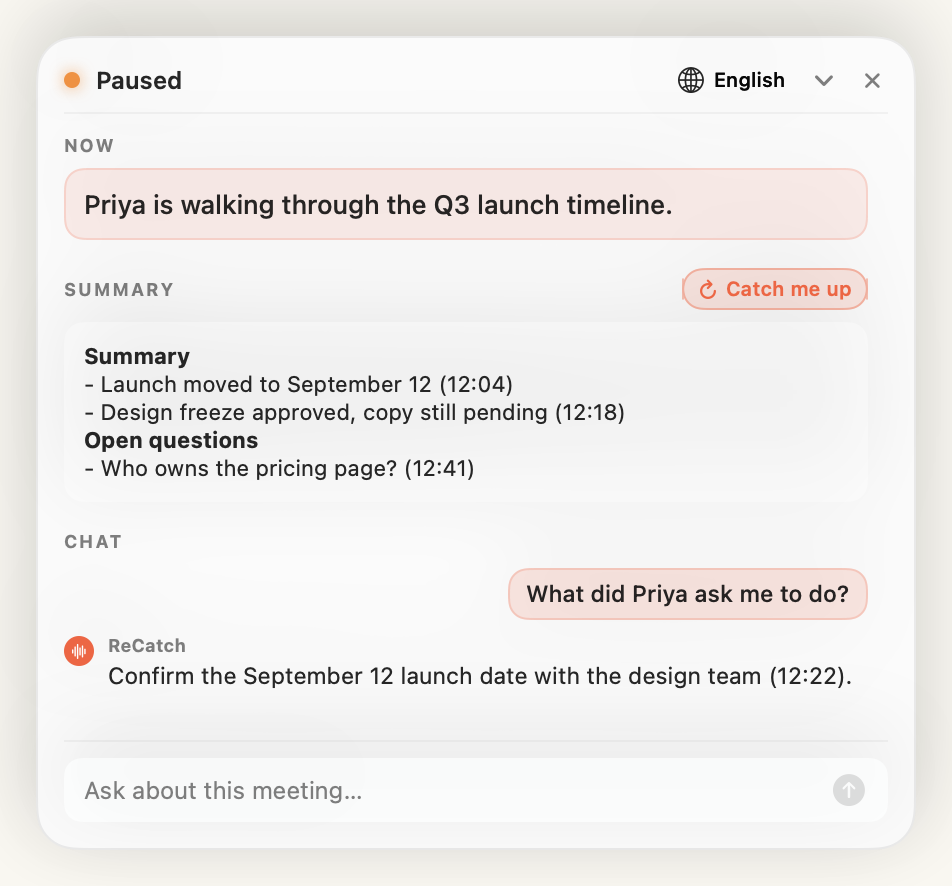 Paused
English
NOW
Priya is walking through the Q3 launch timeline.
SUMMARY
Catch me up
Summary
- Launch moved to September 12 (12:04)
- Design freeze approved, copy still pending (12:18)
Open questions
- Who owns the pricing page? (12:41)
CHAT
What did Priya ask me to do?
ReCatch
Confirm the September 12 launch date with the design team (12:22).
Ask about this meeting...